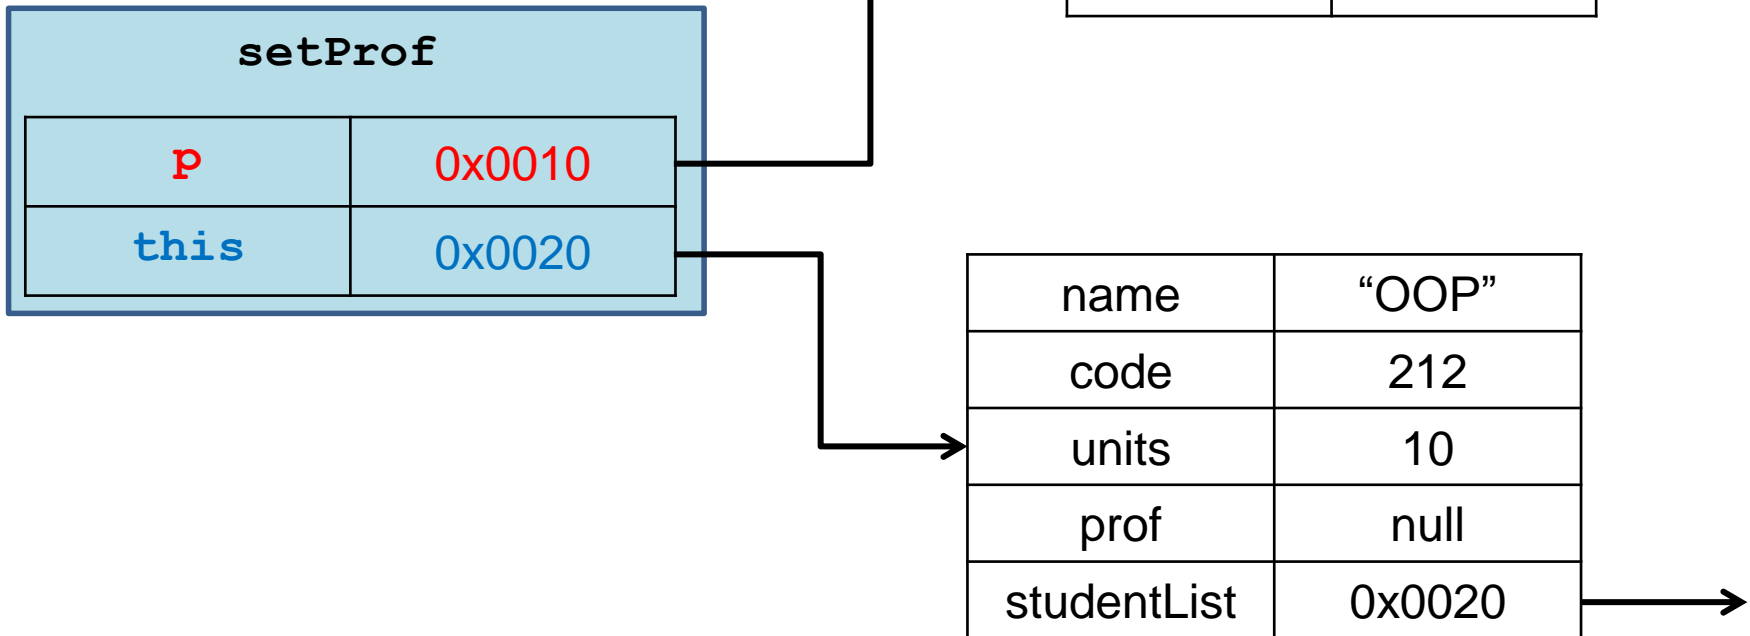 setProf
p 0x0010
this 0x0020
name “OOP”
code 212
units 10
prof null
studentList 0x0020